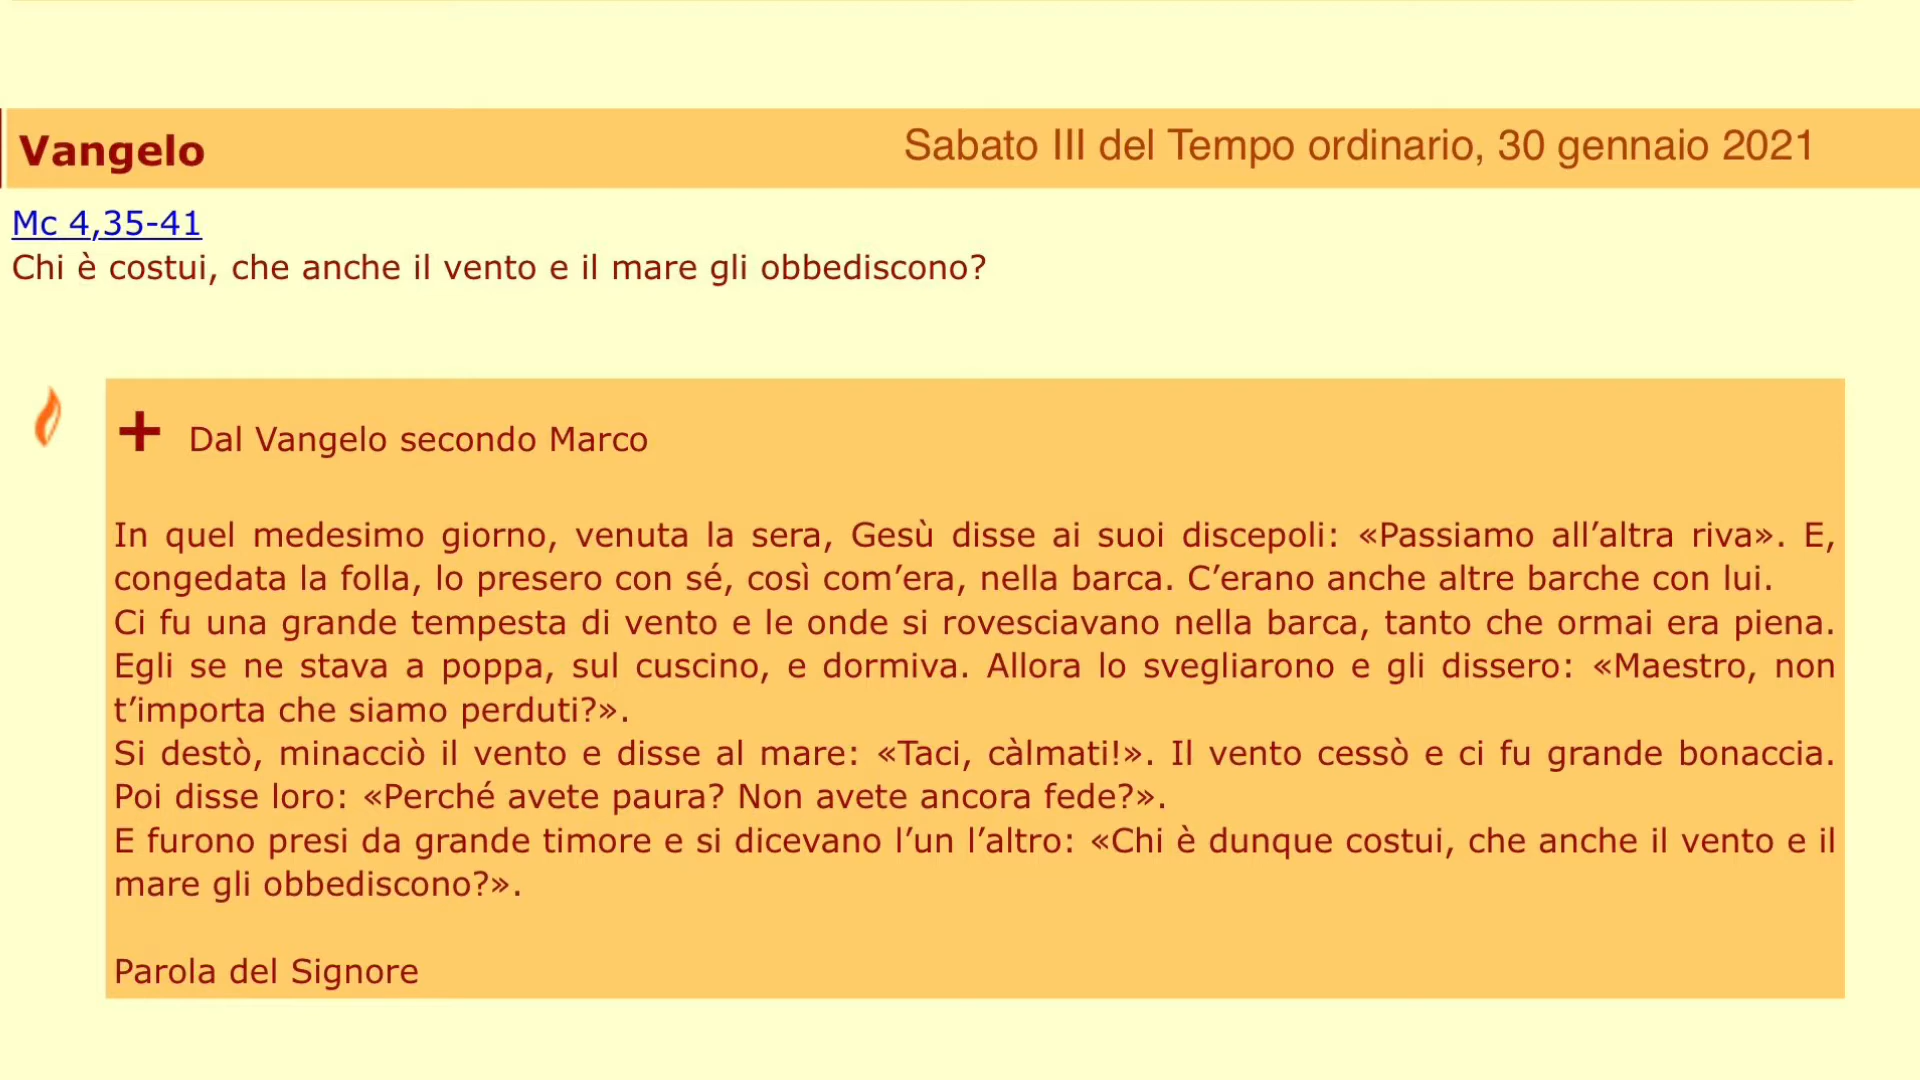 Vangelo
Sabato III del Tempo ordinario, 30 gennaio 2021
Mc 4,35-41
Chi è costui, che anche il vento e il mare gli obbediscono?
+ Dal Vangelo secondo Marco
In quel medesimo giorno, venuta la sera, Gesù disse ai suoi discepoli: «Passiamo all’altra riva». E,
congedata la folla, lo presero con sé, così com’era, nella barca. C’erano anche altre barche con lui.
Ci fu una grande tempesta di vento e le onde si rovesciavano nella barca, tanto che ormai era piena.
Egli se ne stava a poppa, sul cuscino, e dormiva. Allora lo svegliarono e gli dissero: «Maestro, non
t’importa che siamo perduti?».
Si destò, minacciò il vento e disse al mare: «Taci, càlmati!». Il vento cessò e ci fu grande bonaccia.
Poi disse loro: «Perché avete paura? Non avete ancora fede?».
E furono presi da grande timore e si dicevano l’un l’altro: «Chi è dunque costui, che anche il vento e il
mare gli obbediscono?».
Parola del Signore